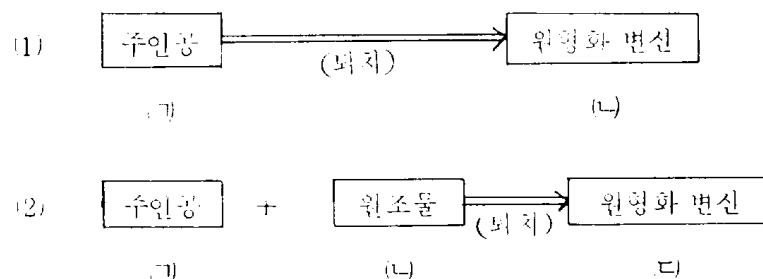 (1) 주인공 (퇴치) 원형화 변신
(ㄱ) (ㄴ)
(2) 주인공 + 원조물 (퇴치) 원형화 변신
(ㄱ) (ㄴ) (ㄷ)